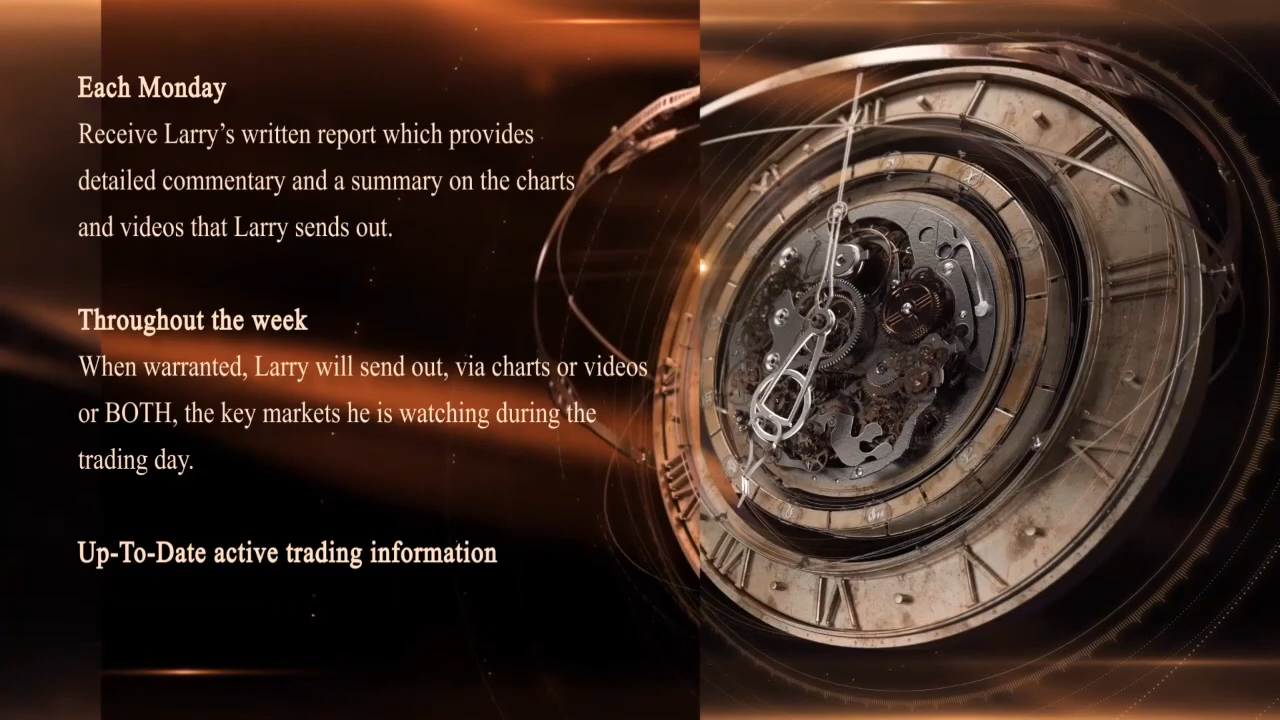 Each Monday
Receive Larry’s written report which provides
detailed commentary and a summary on the charts
and videos that Larry sends out.
Throughout the week
When warranted, Larry will send out, via charts or videos
or BOTH, the key markets he is watching during the
trading day.
Up-To-Date active trading information